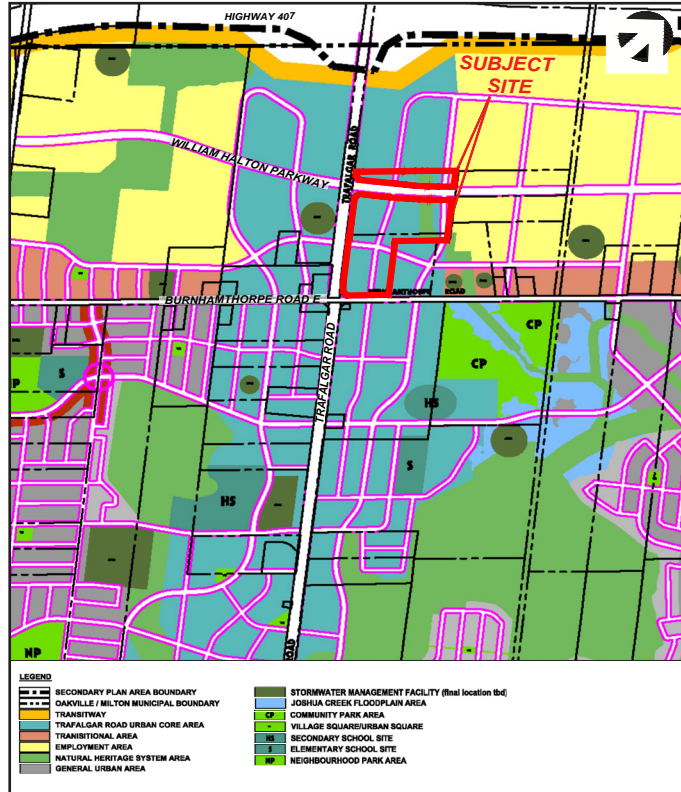 HIGHWAY 407
SUBJECT
SITE
WILLIAM HALTON PARKWAY
TRAFALGAR ROAD
BURNHAMTHORPE ROAD E
ROAD
TRAFALGAR ROAD
CP
CP
HS
S
P
S
HS
ROAD
NP
LEGEND
SECONDARY PLAN AREA BOUNDARY
OAKVILLE / MILTON MUNICIPAL BOUNDARY
TRANSITWAY
TRAFALGAR ROAD URBAN CORE AREA
TRANISITIONAL AREA
EMPLOYMENT AREA
NATURAL HERITAGE SYSTEM AREA
GENERAL URBAN AREA
STORMWATER MANAGEMENT FACILITY (final location tbd)
JOSHUA CREEK FLOODPLAIN AREA
CP COMMUNITY PARK AREA
VILLAGE SQUARE/URBAN SQUARE
HS SECONDARY SCHOOL SITE
S ELEMENTARY SCHOOL SITE
NP NEIGHBOURHOOD PARK AREA